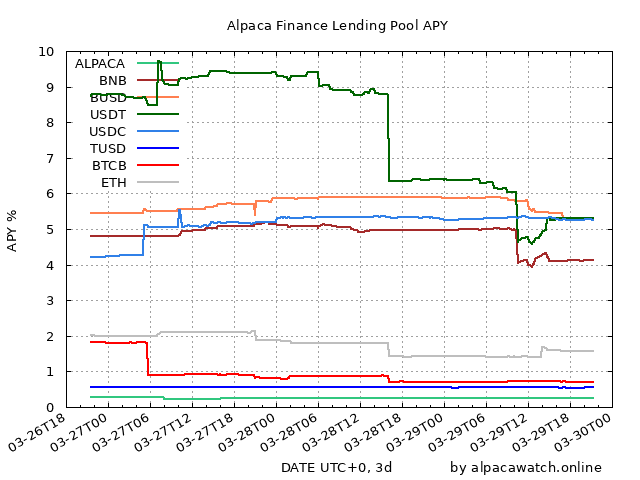 Alpaca Finance Lending Pool APY
10
9
8
7
6
5
4
3
2
1
0
APY %
ALPACA
BNB
BUSD
USDT
USDC
TUSD
BTCB
ETH
03-26T18
03-27T00
03-27T06
03-27T12
03-27T18
03-28T00
03-28T06
03-28T12
03-28T18
03-29T00
03-29T06
03-29T12
03-29T18
03-30T00
DATE UTC+0, 3d
by alpacawatch.online